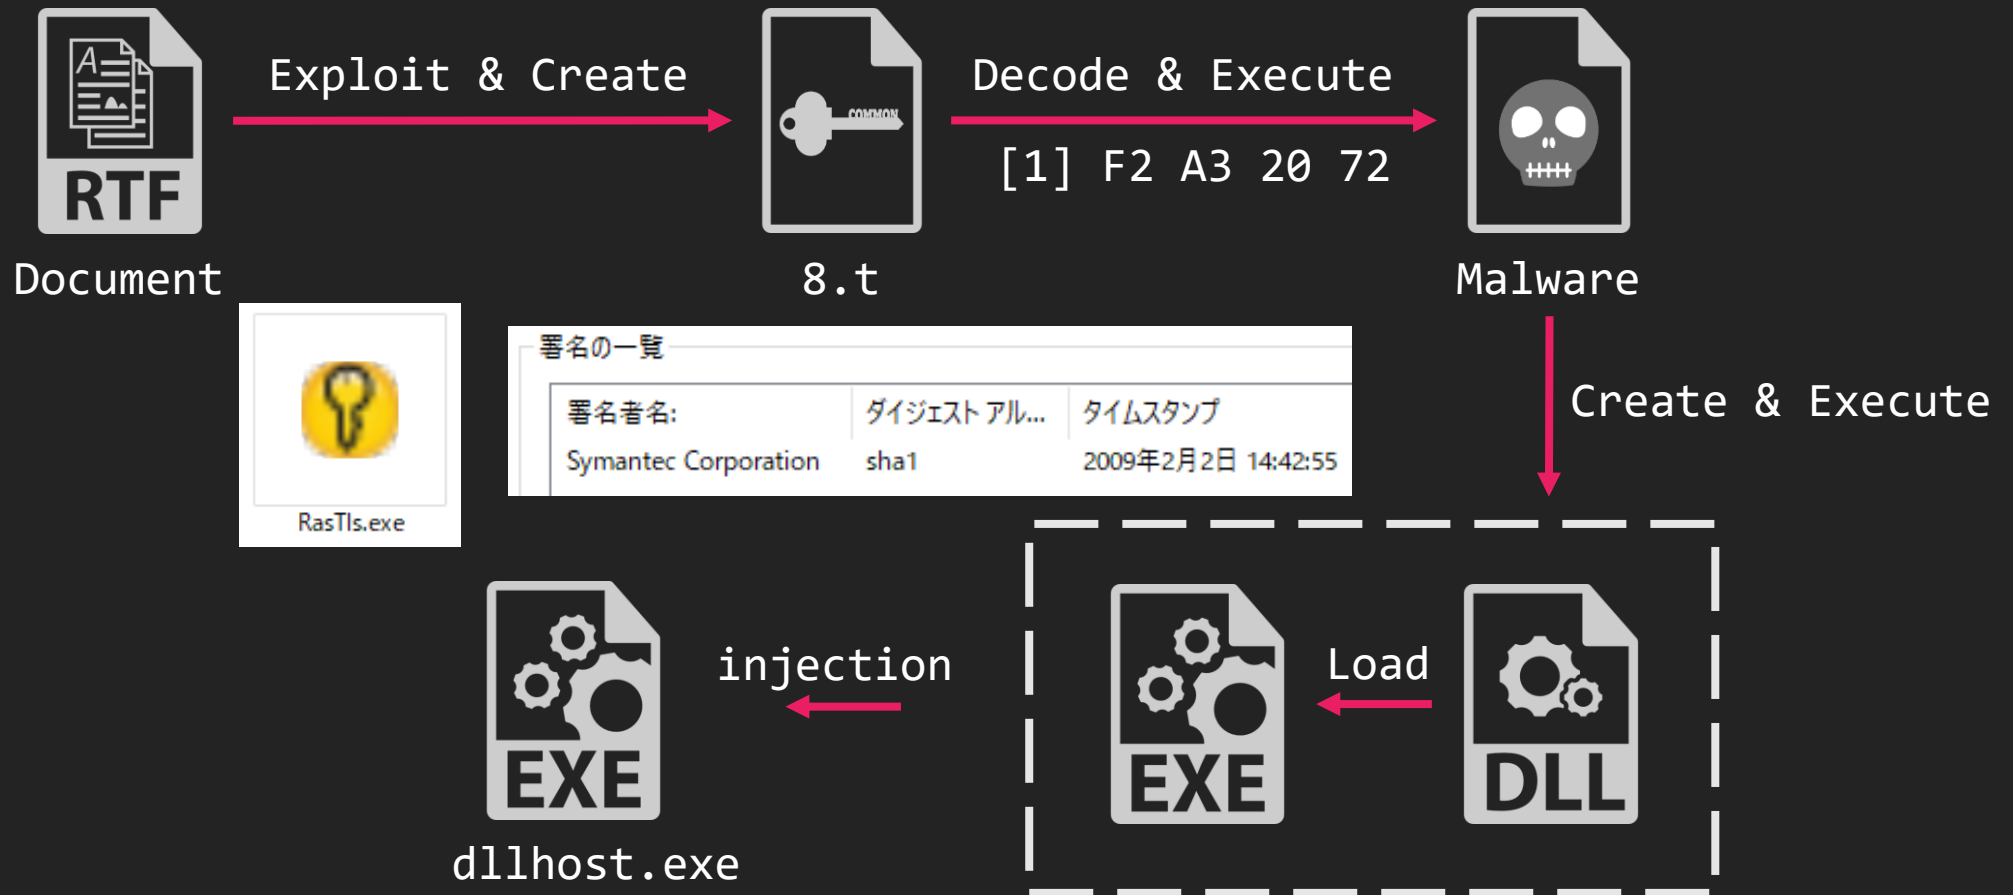 Exploit & Create
Decode & Execute
[1] F2 A3 20 72
A
COMMON
RTF
Document
8.t
Malware
RasTls.exe
署名の一覧
署名者名: ダイジェスト アル... タイムスタンプ
Symantec Corporation sha1 2009年2月2日 14:42:55
Create & Execute
injection
Load
EXE
EXE
DLL
dllhost.exe